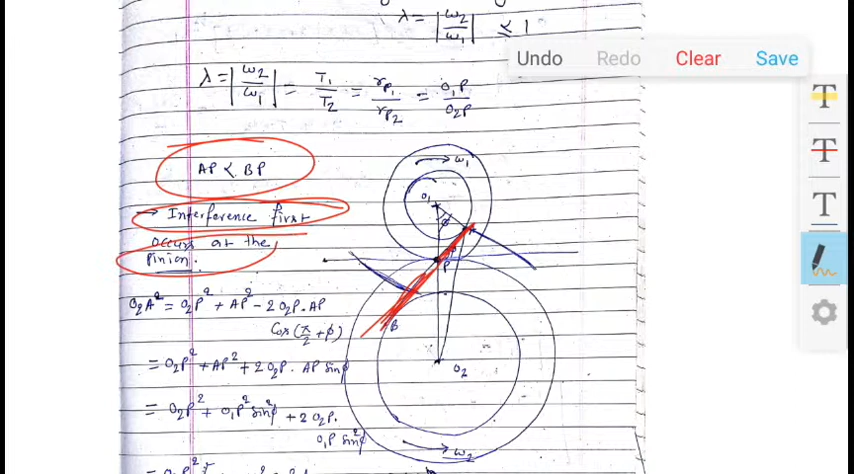 λ = |ω₂/ω₁| ≮ 1
Undo Redo Clear Save
λ = |ω₂/ω₁| = T₁/T₂ = rp₁/rp₂ = O₁P/O₂P
AP < BP
→ Interference first
occurs at the
Pinion.
O₂A² = O₂P² + AP² - 2 O₂P. AP
Cos (π/2 + φ)
= O₂P² + AP² + 2 O₂P. AP sinφ
= O₂P² + O₁P² sin²φ + 2 O₂P.
O₁P sin²φ
ω₁
O₁
φ
P
B
O₂
ω₂
T
T
T